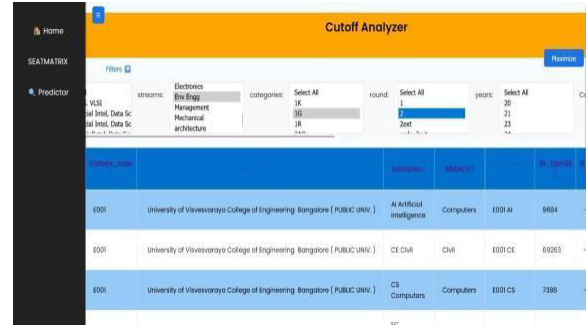 Home
SEATMATRIX
Predictor
Cutoff Analyzer
Maximize
Filters
VLSI
cial Intel, Data Sc
cial Intel, Data Sc
streams:
Electronics
Env Engg
Management
Mechanical
architecture
categories:
Select All
1K
1G
1R
round:
Select All
1
2
2ext
years:
Select All
20
21
23
College_code
E001
University of Visvesvaraya College of Engineering Bangalore ( PUBLIC UNIV. )
AI Artificial Intelligence
Computers
E001 AI
9604
E001
University of Visvesvaraya College of Engineering Bangalore ( PUBLIC UNIV. )
CE Civil
Civil
E001 CE
69263
E001
University of Visvesvaraya College of Engineering Bangalore ( PUBLIC UNIV. )
CS Computers
Computers
E001 CS
7386